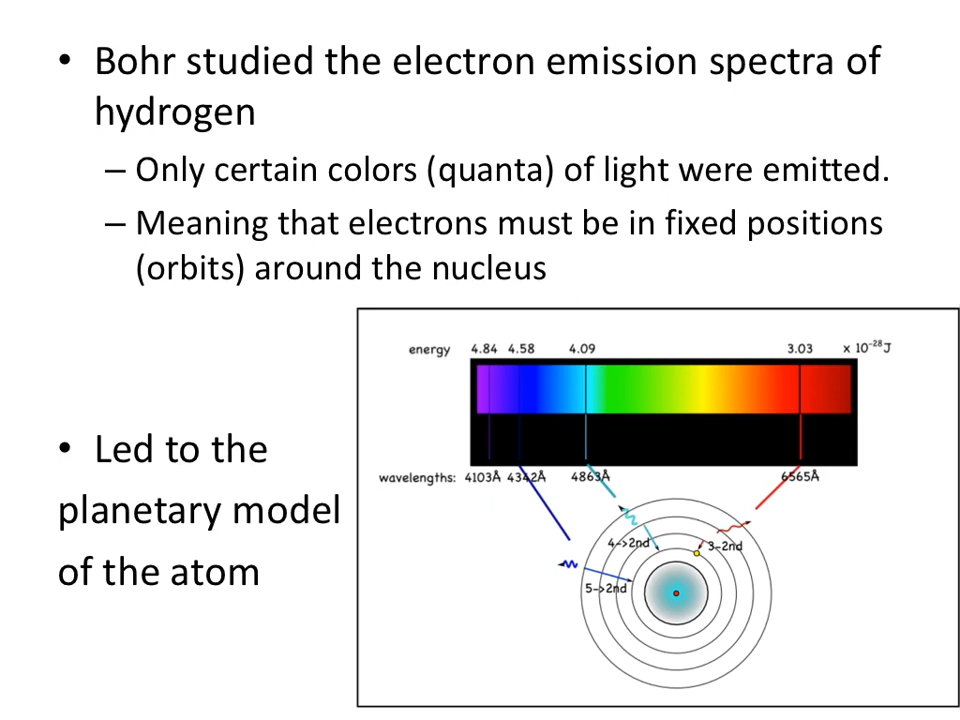 • Bohr studied the electron emission spectra of
hydrogen
– Only certain colors (quanta) of light were emitted.
– Meaning that electrons must be in fixed positions
(orbits) around the nucleus
energy 4.84 4.58 4.09 3.03 x 10⁻²⁸J
• Led to the
planetary model
of the atom
wavelengths: 4103Å 4342Å 4863Å 6565Å
4->2nd 3-2nd
5->2nd